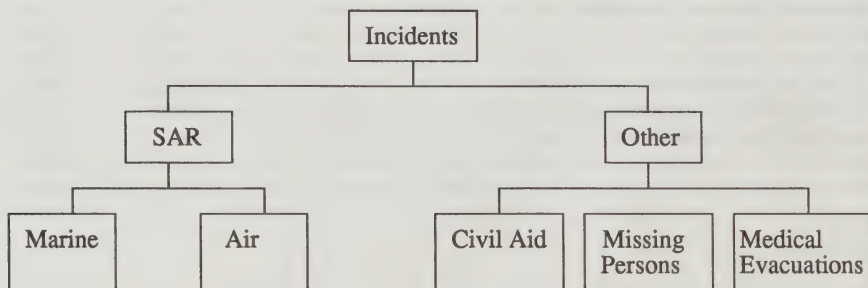 Incidents
SAR
Other
Marine
Air
Civil Aid
Missing
Persons
Medical
Evacuations